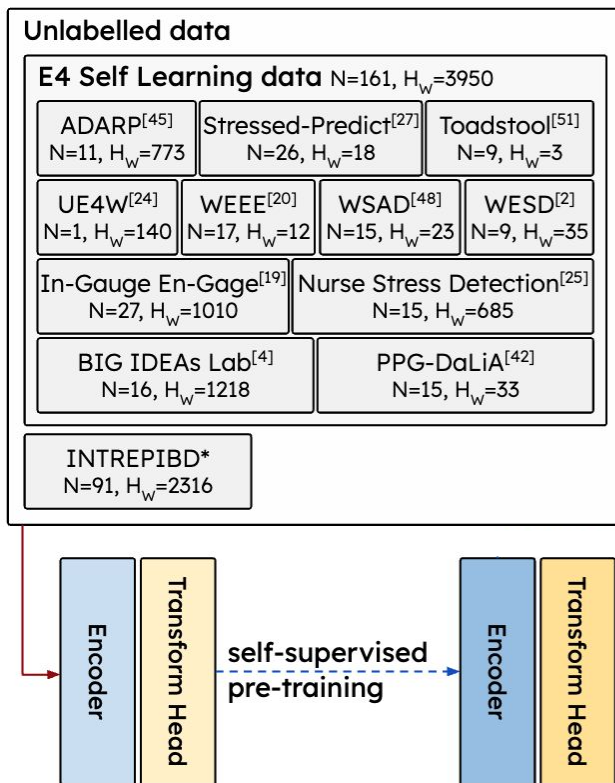 Unlabelled data
E4 Self Learning data N=161, H_W=3950
ADARP[45]
N=11, H_W=773
Stressed-Predict[27]
N=26, H_W=18
Toadstool[51]
N=9, H_W=3
UE4W[24]
N=1, H_W=140
WEEE[20]
N=17, H_W=12
WSAD[48]
N=15, H_W=23
WESD[2]
N=9, H_W=35
In-Gauge En-Gage[19]
N=27, H_W=1010
Nurse Stress Detection[25]
N=15, H_W=685
BIG IDEAs Lab[4]
N=16, H_W=1218
PPG-DaLiA[42]
N=15, H_W=33
INTREPIBD*
N=91, H_W=2316
Encoder
Transform Head
self-supervised
pre-training
Encoder
Transform Head